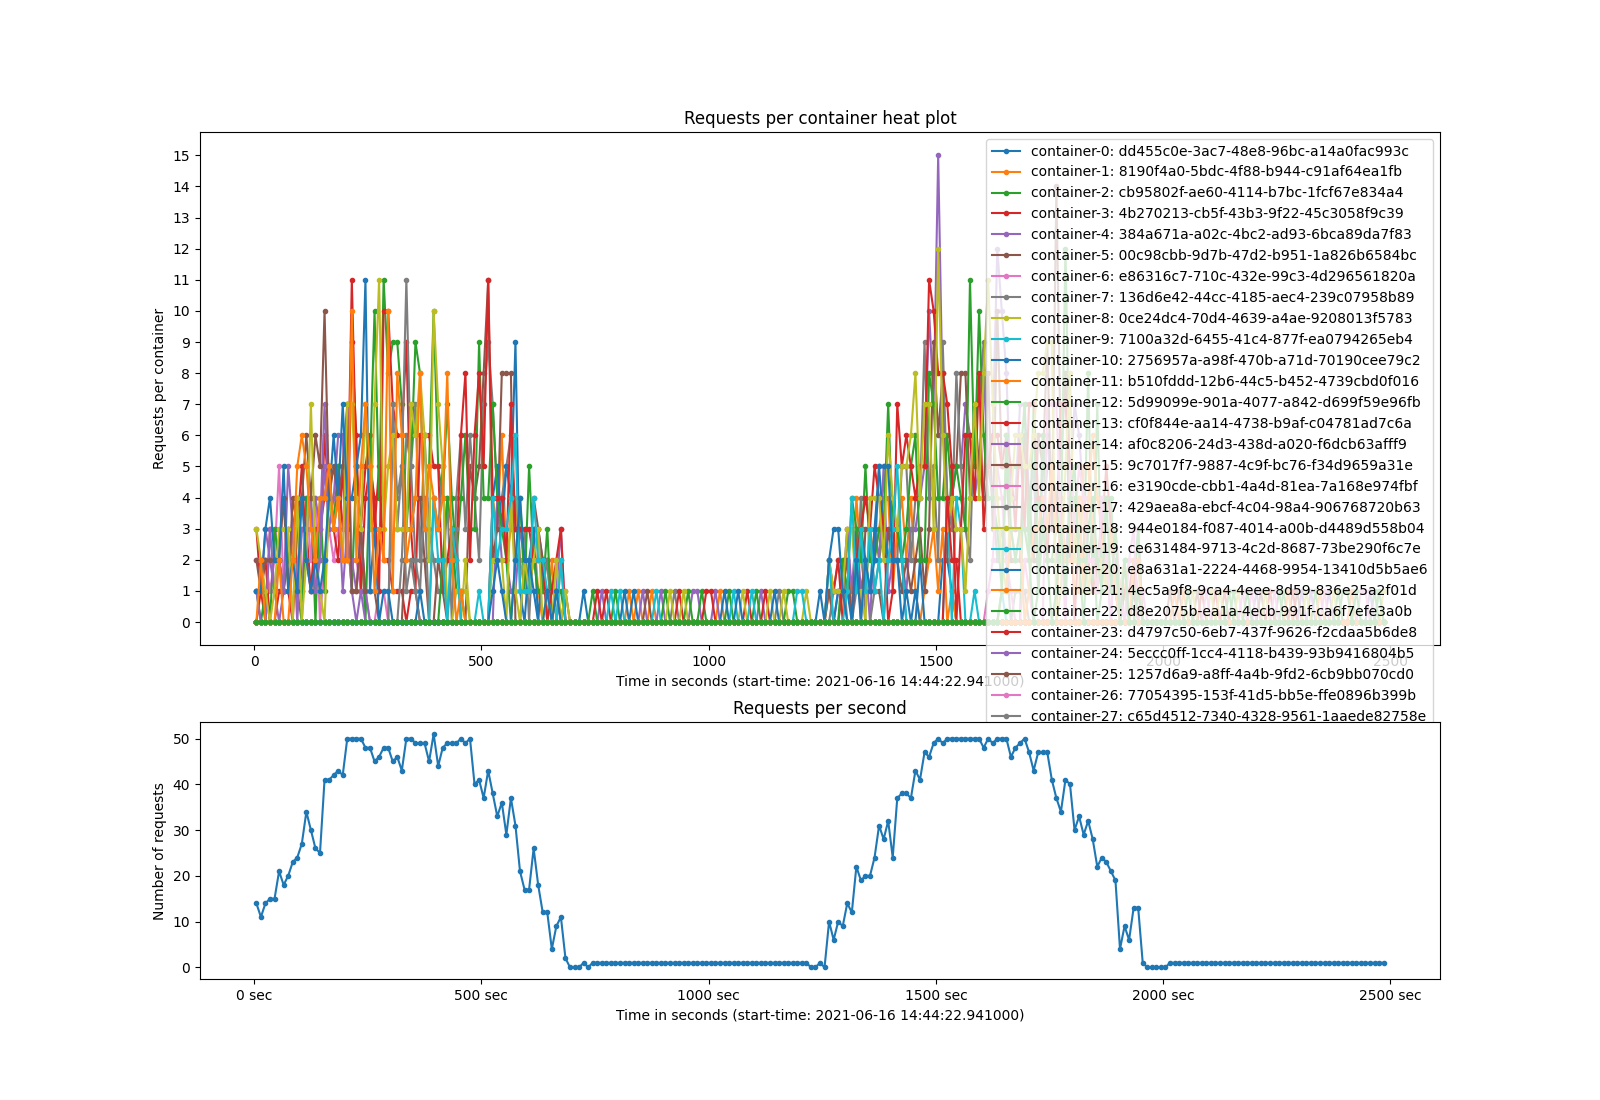 Requests per container heat plot
Requests per container
15
14
13
12
11
10
9
8
7
6
5
4
3
2
1
0
container-0: dd455c0e-3ac7-48e8-96bc-a14a0fac993c
container-1: 8190f4a0-5bdc-4f88-b944-c91af64ea1fb
container-2: cb95802f-ae60-4114-b7bc-1fcf67e834a4
container-3: 4b270213-cb5f-43b3-9f22-45c3058f9c39
container-4: 384a671a-a02c-4bc2-ad93-6bca89da7f83
container-5: 00c98cbb-9d7b-47d2-b951-1a826b6584bc
container-6: e86316c7-710c-432e-99c3-4d296561820a
container-7: 136d6e42-44cc-4185-aec4-239c07958b89
container-8: 0ce24dc4-70d4-4639-a4ae-9208013f5783
container-9: 7100a32d-6455-41c4-877f-ea0794265eb4
container-10: 2756957a-a98f-470b-a71d-70190cee79c2
container-11: b510fddd-12b6-44c5-b452-4739cbd0f016
container-12: 5d99099e-901a-4077-a842-d699f59e96fb
container-13: cf0f844e-aa14-4738-b9af-c04781ad7c6a
container-14: af0c8206-24d3-438d-a020-f6dcb63afff9
container-15: 9c7017f7-9887-4c9f-bc76-f34d9659a31e
container-16: e3190cde-cbb1-4a4d-81ea-7a168e974fbf
container-17: 429aea8a-ebcf-4c04-98a4-906768720b63
container-18: 944e0184-f087-4014-a00b-d4489d558b04
container-19: ce631484-9713-4c2d-8687-73be290f6c7e
container-20: e8a631a1-2224-4468-9954-13410d5b5ae6
container-21: 4ec5a9f8-9ca4-4eee-8d59-836e25a2f01d
container-22: d8e2075b-ea1a-4ecb-991f-ca6f7efe3a0b
container-23: d4797c50-6eb7-437f-9626-f2cdaa5b6de8
container-24: 5eccc0ff-1cc4-4118-b439-93b9416804b5
container-25: 1257d6a9-a8ff-4a4b-9fd2-6cb9bb070cd0
container-26: 77054395-153f-41d5-bb5e-ffe0896b399b
container-27: c65d4512-7340-4328-9561-1aaede82758e
0 500 1000 1500 2000 2500
Time in seconds (start-time: 2021-06-16 14:44:22.941000)
Requests per second
Number of requests
50
40
30
20
10
0
0 sec 500 sec 1000 sec 1500 sec 2000 sec 2500 sec
Time in seconds (start-time: 2021-06-16 14:44:22.941000)